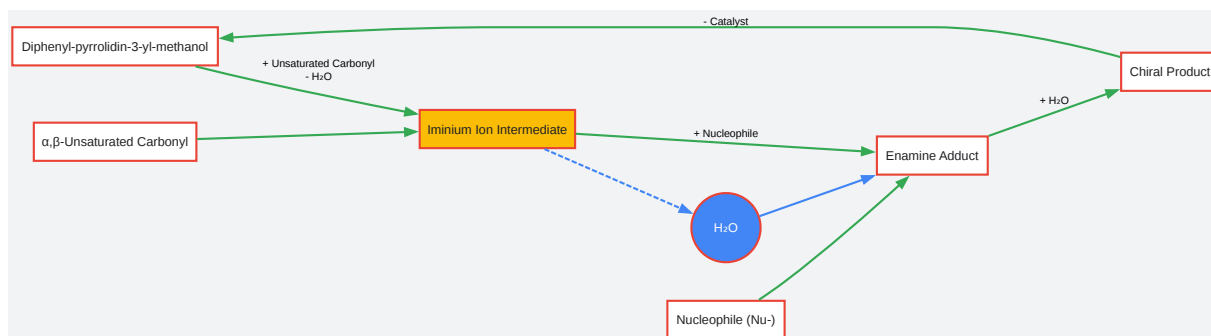 - Catalyst
Diphenyl-pyrrolidin-3-yl-methanol
+ Unsaturated Carbonyl
- H₂O
Chiral Product
+ H₂O
Iminium Ion Intermediate
+ Nucleophile
α,β-Unsaturated Carbonyl
Enamine Adduct
H₂O
Nucleophile (Nu-)